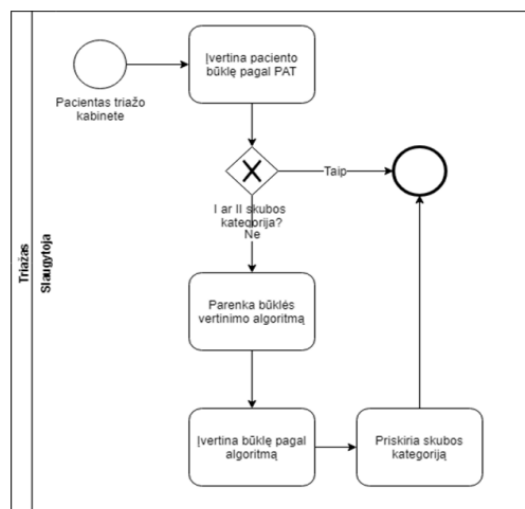 Triažas
Slaugytoja
Pacientas triažo
kabinete
Įvertina paciento
būklę pagal PAT
I ar II skubos
kategorija?
Taip
Ne
Parenka būklės
vertinimo algoritmą
Įvertina būklę pagal
algoritmą
Priskiria skubos
kategoriją